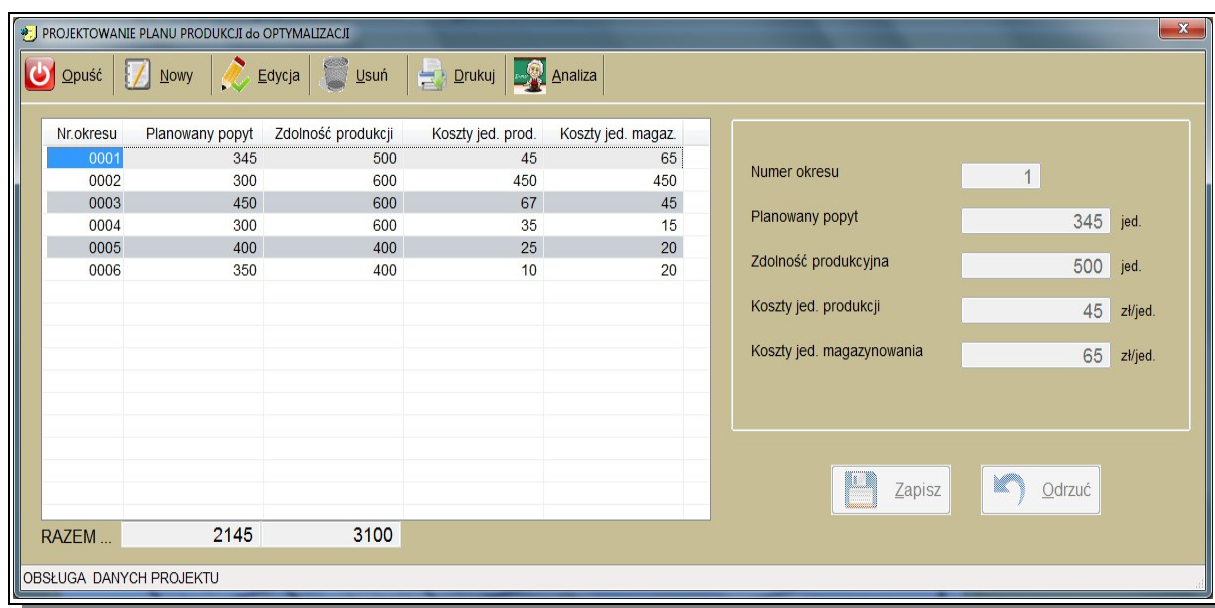 PROJEKTOWANIE PLANU PRODUKCJI do OPTYMALIZACJI
Opuść Nowy Edycja Usuń Drukuj Analiza
Nr.okresu Planowany popyt Zdolność produkcji Koszty jed. prod. Koszty jed. magaz.
0001 345 500 45 65
0002 300 600 450 450
0003 450 600 67 45
0004 300 600 35 15
0005 400 400 25 20
0006 350 400 10 20
RAZEM ... 2145 3100
Numer okresu 1
Planowany popyt 345 jed.
Zdolność produkcyjna 500 jed.
Koszty jed. produkcji 45 zł/jed.
Koszty jed. magazynowania 65 zł/jed.
Zapisz Odrzuć
OBSŁUGA DANYCH PROJEKTU